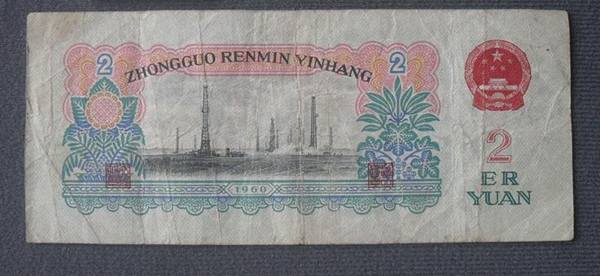 2
ZHONGGUO RENMIN YINHANG
2
1960
2
ER
YUAN